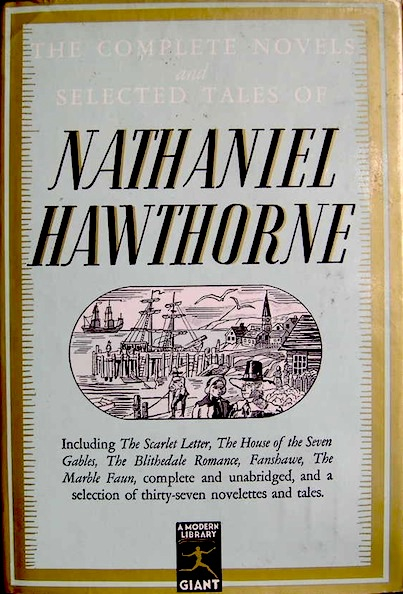 THE COMPLETE NOVELS
and
SELECTED TALES OF
NATHANIEL
HAWTHORNE
Including The Scarlet Letter, The House of the Seven
Gables, The Blithedale Romance, Fanshawe, The
Marble Faun, complete and unabridged, and a
selection of thirty-seven novelettes and tales.
A MODERN
LIBRARY
GIANT